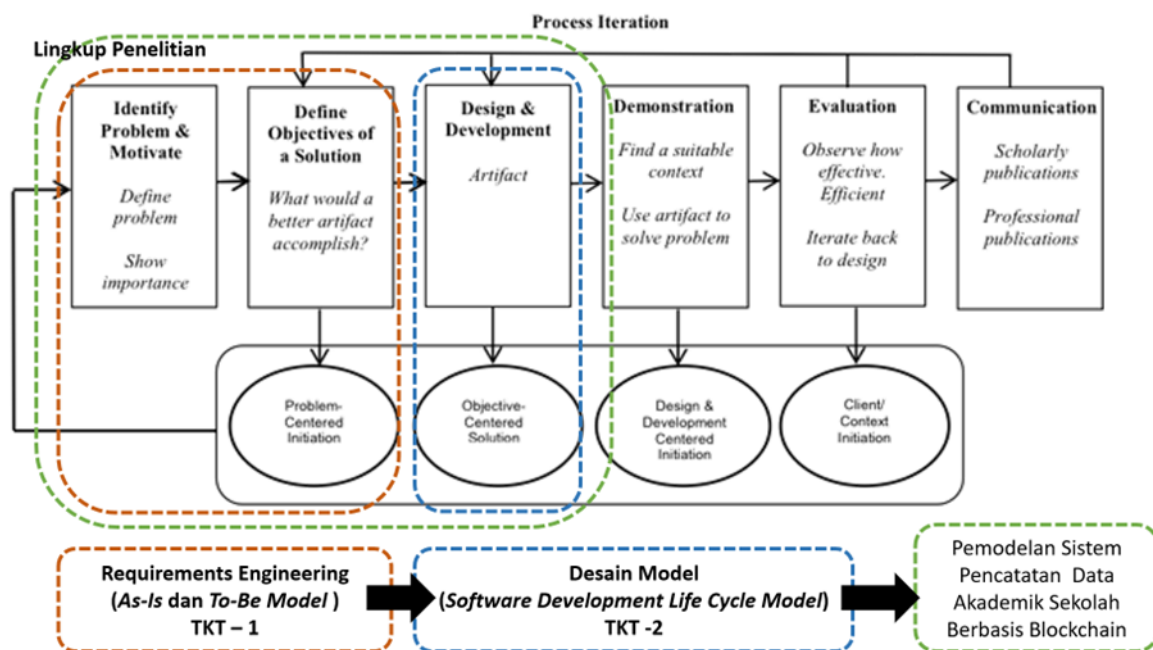 Process Iteration
Lingkup Penelitian
Identify
Problem &
Motivate
Define
problem
Show
importance
Define
Objectives of
a Solution
What would a
better artifact
accomplish?
Design &
Development
Artifact
Demonstration
Find a suitable
context
Use artifact to
solve problem
Evaluation
Observe how
effective.
Efficient
Iterate back
to design
Communication
Scholarly
publications
Professional
publications
Problem-
Centered
Initiation
Objective-
Centered
Solution
Design &
Development
Centered
Initiation
Client/
Context
Initiation
Requirements Engineering
(As-Is dan To-Be Model )
TKT – 1
Desain Model
(Software Development Life Cycle Model)
TKT -2
Pemodelan Sistem
Pencatatan Data
Akademik Sekolah
Berbasis Blockchain